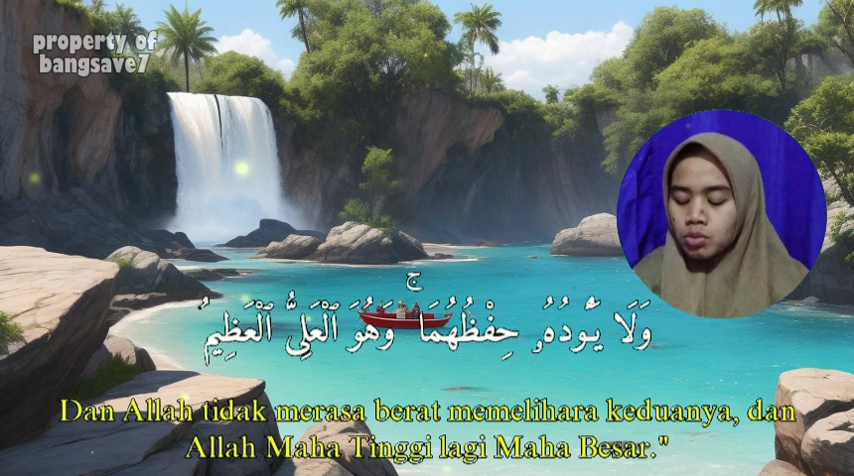 property of
bangsave7
وَلَا يَـُٔودُهُۥ حِفْظُهُمَا ۚ وَهُوَ ٱلْعَلِىُّ ٱلْعَظِيمُ
Dan Allah tidak merasa berat memelihara keduanya, dan
Allah Maha Tinggi lagi Maha Besar."